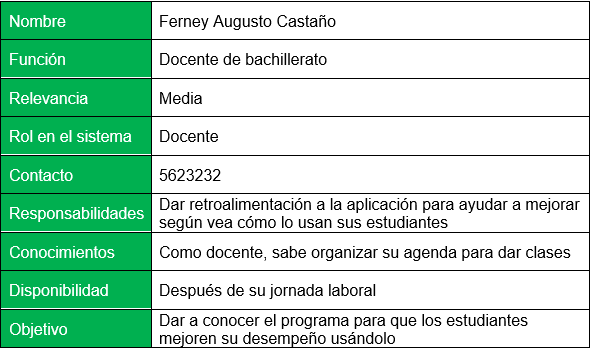 Nombre Ferney Augusto Castaño
Función Docente de bachillerato
Relevancia Media
Rol en el sistema Docente
Contacto 5623232
Responsabilidades Dar retroalimentación a la aplicación para ayudar a mejorar
según vea cómo lo usan sus estudiantes
Conocimientos Como docente, sabe organizar su agenda para dar clases
Disponibilidad Después de su jornada laboral
Objetivo Dar a conocer el programa para que los estudiantes
mejoren su desempeño usándolo